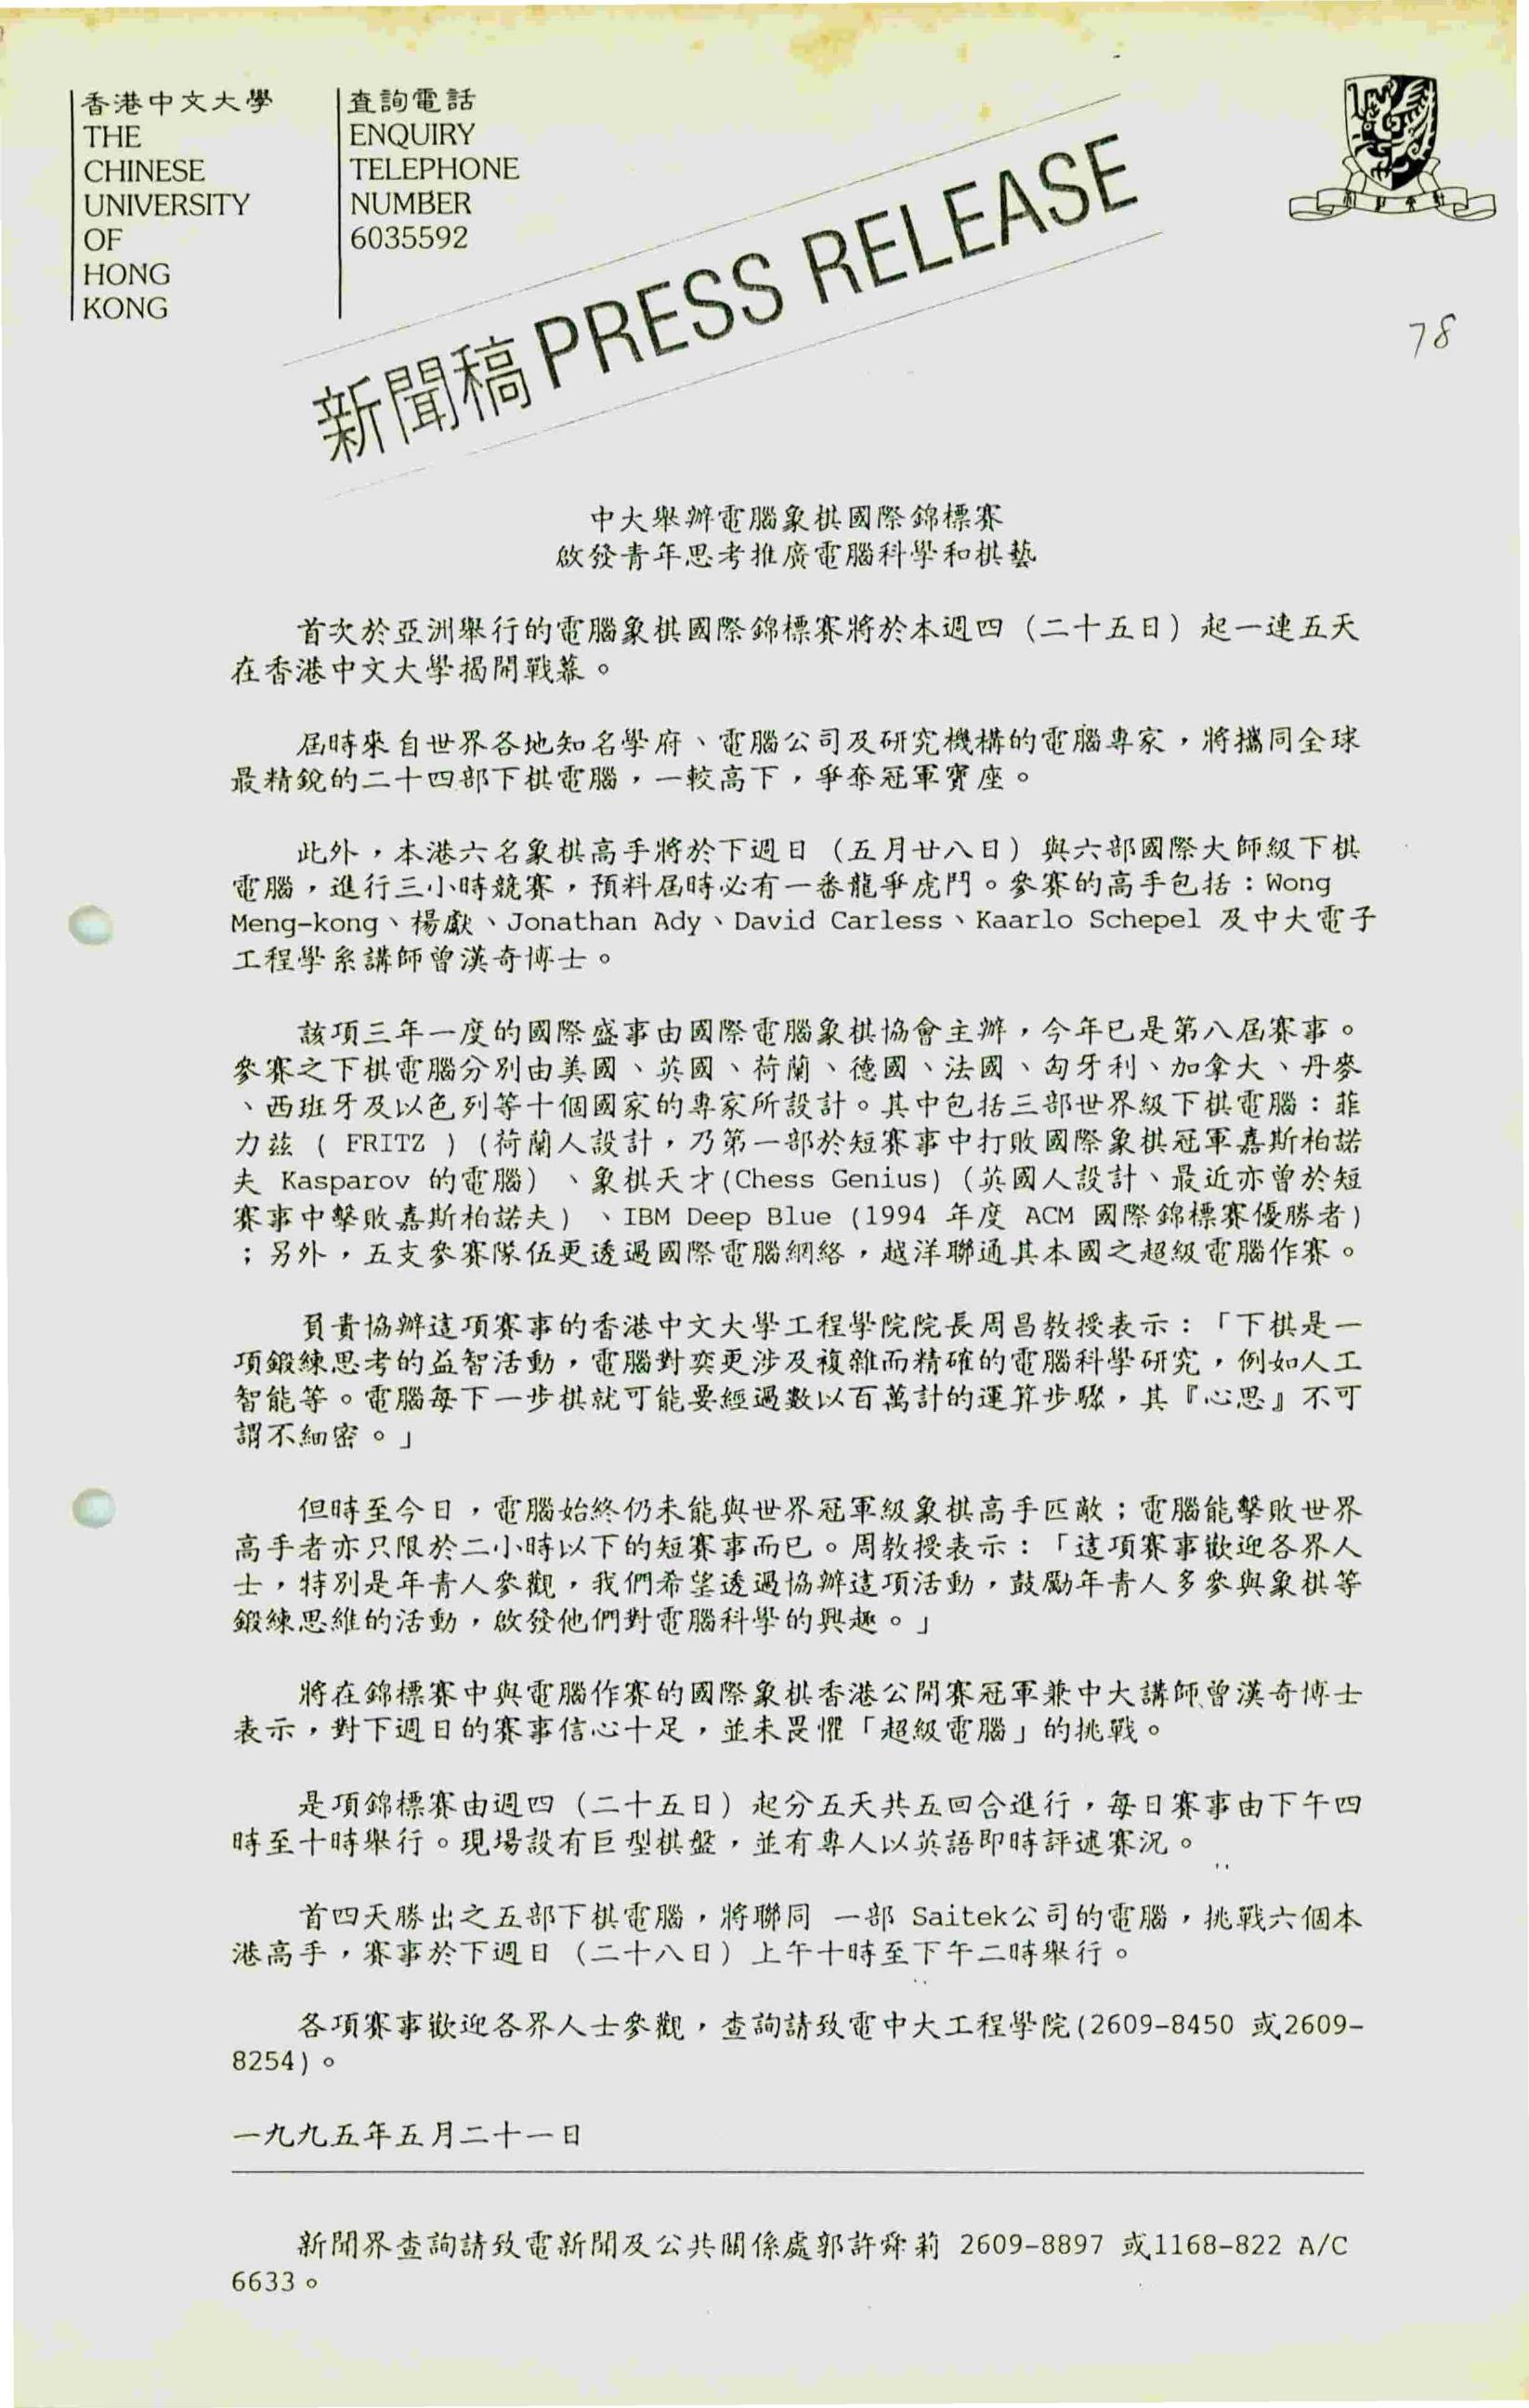 香港中文大學
THE
CHINESE
UNIVERSITY
OF
HONG
KONG
查詢電話
ENQUIRY
TELEPHONE
NUMBER
6035592
新聞稿 PRESS RELEASE
78
中大舉辦電腦象棋國際錦標賽
啟發青年思考推廣電腦科學和棋藝
首次於亞洲舉行的電腦象棋國際錦標賽將於本週四（二十五日）起一連五天
在香港中文大學揭開戰幕。
屆時來自世界各地知名學府、電腦公司及研究機構的電腦專家，將攜同全球
最精銳的二十四部下棋電腦，一較高下，爭奪冠軍寶座。
此外，本港六名象棋高手將於下週日（五月廿八日）與六部國際大師級下棋
電腦，進行三小時競賽，預料屆時必有一番龍爭虎鬥。參賽的高手包括：Wong
Meng-kong、楊獻、Jonathan Ady、David Carless、Kaarlo Schepel 及中大電子
工程學系講師曾漢奇博士。
該項三年一度的國際盛事由國際電腦象棋協會主辦，今年已是第八屆賽事。
參賽之下棋電腦分別由美國、英國、荷蘭、德國、法國、匈牙利、加拿大、丹麥
、西班牙及以色列等十個國家的專家所設計。其中包括三部世界級下棋電腦：菲
力茲（ FRITZ ）（荷蘭人設計，乃第一部於短賽事中打敗國際象棋冠軍嘉斯柏諾
夫 Kasparov 的電腦）、象棋天才(Chess Genius)（英國人設計、最近亦曾於短
賽事中擊敗嘉斯柏諾夫）、IBM Deep Blue (1994 年度 ACM 國際錦標賽優勝者)
；另外，五支參賽隊伍更透過國際電腦網絡，越洋聯通其本國之超級電腦作賽。
負責協辦這項賽事的香港中文大學工程學院院長周昌教授表示：「下棋是一
項鍛練思考的益智活動，電腦對奕更涉及複雜而精確的電腦科學研究，例如人工
智能等。電腦每下一步棋就可能要經過數以百萬計的運算步驟，其『心思』不可
謂不細密。」
但時至今日，電腦始終仍未能與世界冠軍級象棋高手匹敵；電腦能擊敗世界
高手者亦只限於二小時以下的短賽事而已。周教授表示：「這項賽事歡迎各界人
士，特別是年青人參觀，我們希望透過協辦這項活動，鼓勵年青人多參與象棋等
鍛練思維的活動，啟發他們對電腦科學的興趣。」
將在錦標賽中與電腦作賽的國際象棋香港公開賽冠軍兼中大講師曾漢奇博士
表示，對下週日的賽事信心十足，並未畏懼「超級電腦」的挑戰。
是項錦標賽由週四（二十五日）起分五天共五回合進行，每日賽事由下午四
時至十時舉行。現場設有巨型棋盤，並有專人以英語即時評述賽況。
首四天勝出之五部下棋電腦，將聯同 一部 Saitek公司的電腦，挑戰六個本
港高手，賽事於下週日（二十八日）上午十時至下午二時舉行。
各項賽事歡迎各界人士參觀，查詢請致電中大工程學院(2609-8450 或2609-
8254)。
一九九五年五月二十一日
新聞界查詢請致電新聞及公共關係處郭許舜莉 2609-8897 或1168-822 A/C
6633。